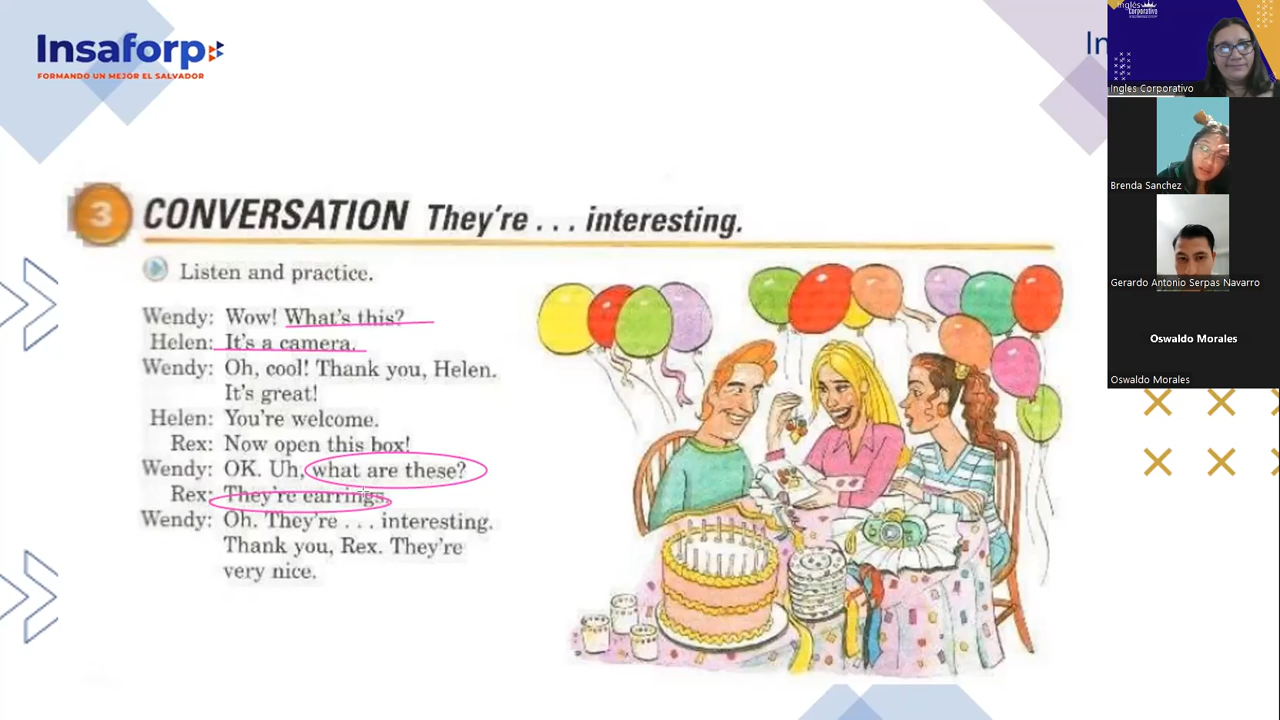 Insaforp
FORMANDO UN MEJOR EL SALVADOR
In
Inglés
Corporativo
Ingles Corporativo
Brenda Sanchez
Gerardo Antonio Serpas Navarro
Oswaldo Morales
Oswaldo Morales
3 CONVERSATION They're . . . interesting.
Listen and practice.
Wendy: Wow! What's this?
Helen: It's a camera.
Wendy: Oh, cool! Thank you, Helen.
It's great!
Helen: You're welcome.
Rex: Now open this box!
Wendy: OK. Uh, what are these?
Rex: They're earrings.
Wendy: Oh. They're . . . interesting.
Thank you, Rex. They're
very nice.